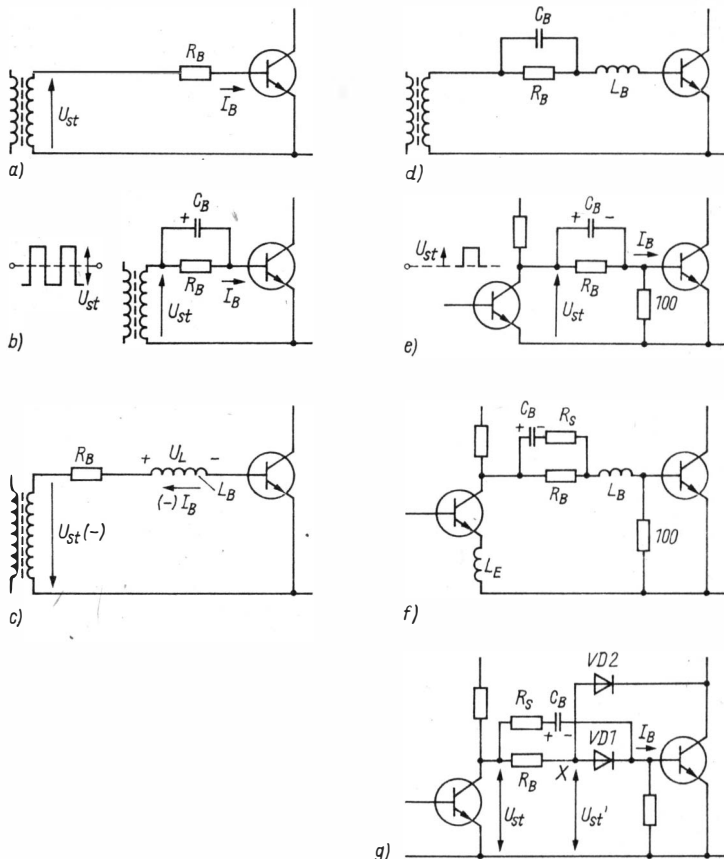 R_B
I_B
U_st
a)
C_B
+
R_B
U_st
U_st
I_B
b)
R_B
+ U_L -
(-) I_B
L_B
U_st(-)
c)
C_B
R_B
L_B
d)
U_st
C_B
+ -
I_B
R_B
U_st
100
e)
C_B
R_s
+ -
R_B
L_B
L_E
100
f)
VD2
R_s
C_B
+ -
VD1
I_B
R_B
X
U_st
U_st'
g)